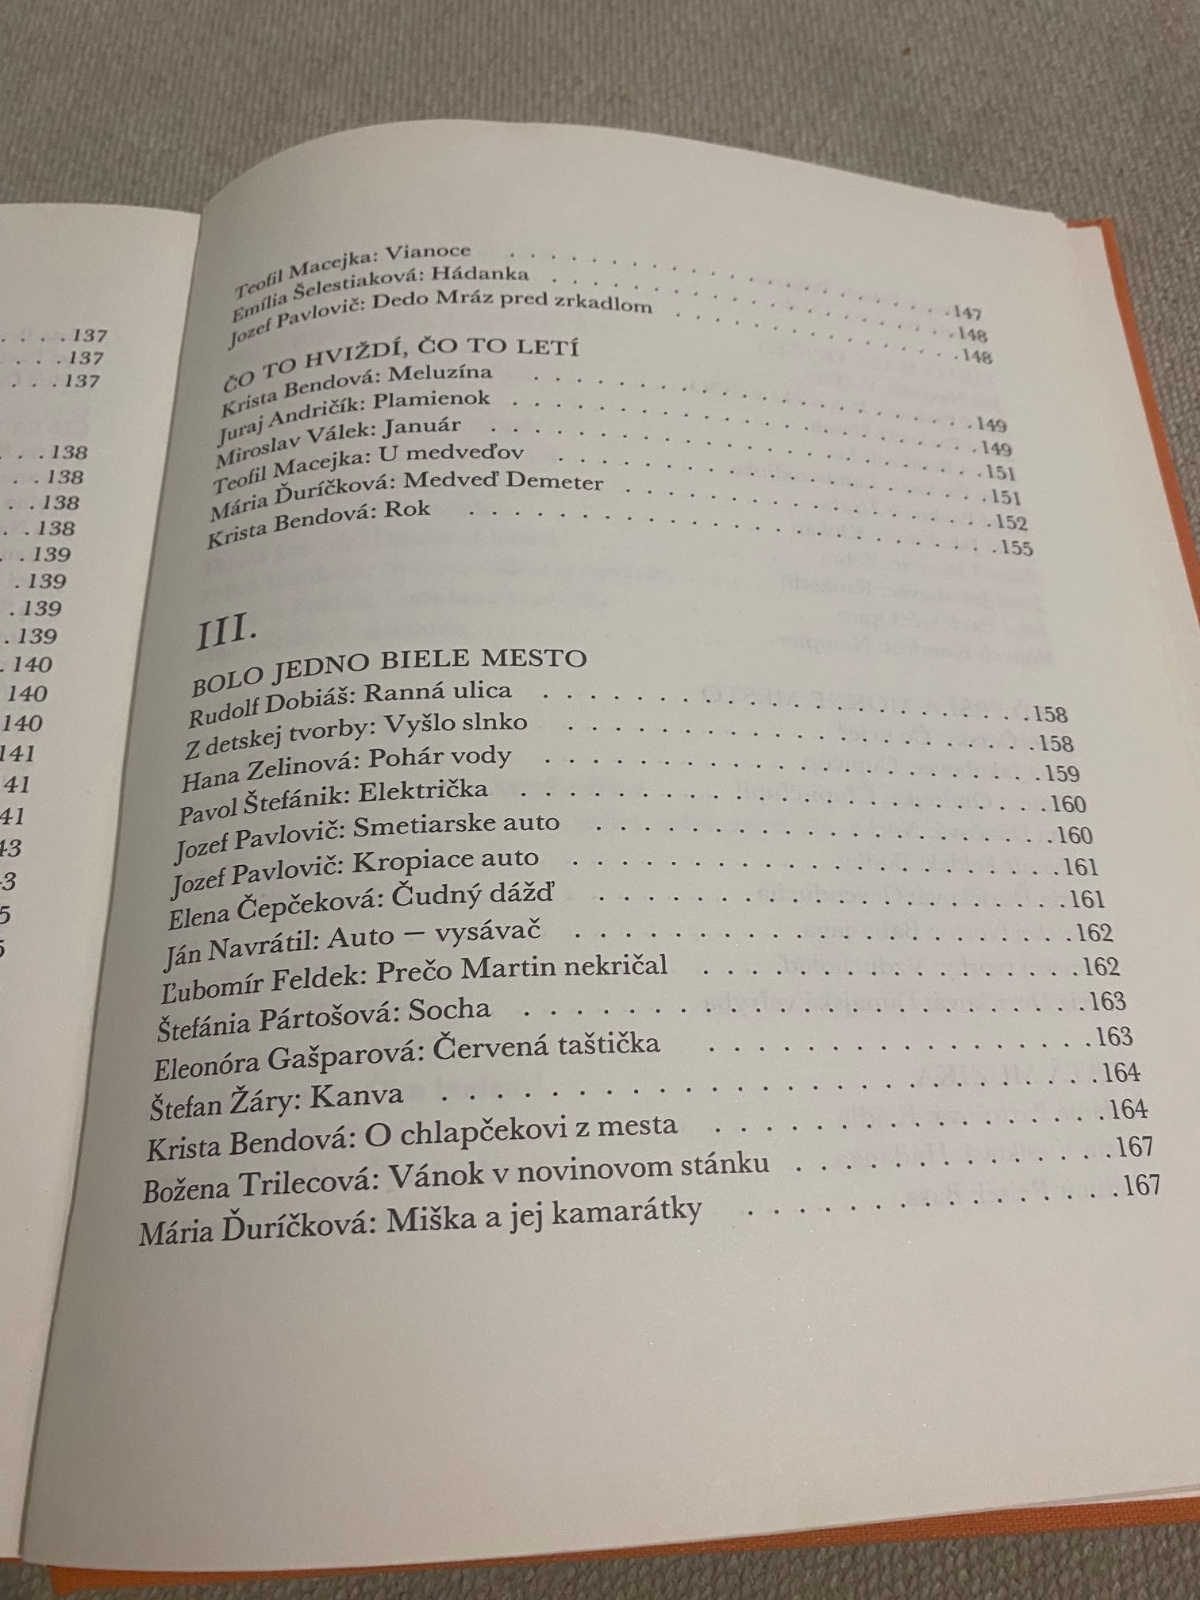 . . . . 137
. . . . 137
. . . . 137
. . . 138
. . . 138
. . . 138
. . . 138
. . . 139
. 139
. 139
. 139
. 140
140
140
141
41
41
43
3
5
5
Teofil Macejka: Vianoce . . . . . . . . . . . . . . . . . . 147
Emília Šelestiaková: Hádanka . . . . . . . . . . . . . . . . 148
Jozef Pavlovič: Dedo Mráz pred zrkadlom . . . . . . . . . . . 148
ČO TO HVIŽDÍ, ČO TO LETÍ
Krista Bendová: Meluzína . . . . . . . . . . . . . . . . . . 149
Juraj Andričík: Plamienok . . . . . . . . . . . . . . . . . . 149
Miroslav Válek: Január . . . . . . . . . . . . . . . . . . . 151
Teofil Macejka: U medveďov . . . . . . . . . . . . . . . . . 151
Mária Ďuríčková: Medveď Demeter . . . . . . . . . . . . . . . 152
Krista Bendová: Rok . . . . . . . . . . . . . . . . . . . . 155
III.
BOLO JEDNO BIELE MESTO
Rudolf Dobiáš: Ranná ulica . . . . . . . . . . . . . . . . . 158
Z detskej tvorby: Vyšlo slnko . . . . . . . . . . . . . . . . 158
Hana Zelinová: Pohár vody . . . . . . . . . . . . . . . . . . 159
Pavol Štefánik: Električka . . . . . . . . . . . . . . . . . 160
Jozef Pavlovič: Smetiarske auto . . . . . . . . . . . . . . . 160
Jozef Pavlovič: Kropiace auto . . . . . . . . . . . . . . . . 161
Elena Čepčeková: Čudný dážď . . . . . . . . . . . . . . . . . 161
Ján Navrátil: Auto — vysávač . . . . . . . . . . . . . . . . 162
Ľubomír Feldek: Prečo Martin nekričal . . . . . . . . . . . . 162
Štefánia Pártošová: Socha . . . . . . . . . . . . . . . . . . 163
Eleonóra Gašparová: Červená taštička . . . . . . . . . . . . 163
Štefan Žáry: Kanva . . . . . . . . . . . . . . . . . . . . . 164
Krista Bendová: O chlapčekovi z mesta . . . . . . . . . . . . 164
Božena Trilecová: Vánok v novinovom stánku . . . . . . . . . 167
Mária Ďuríčková: Miška a jej kamarátky . . . . . . . . . . . 167